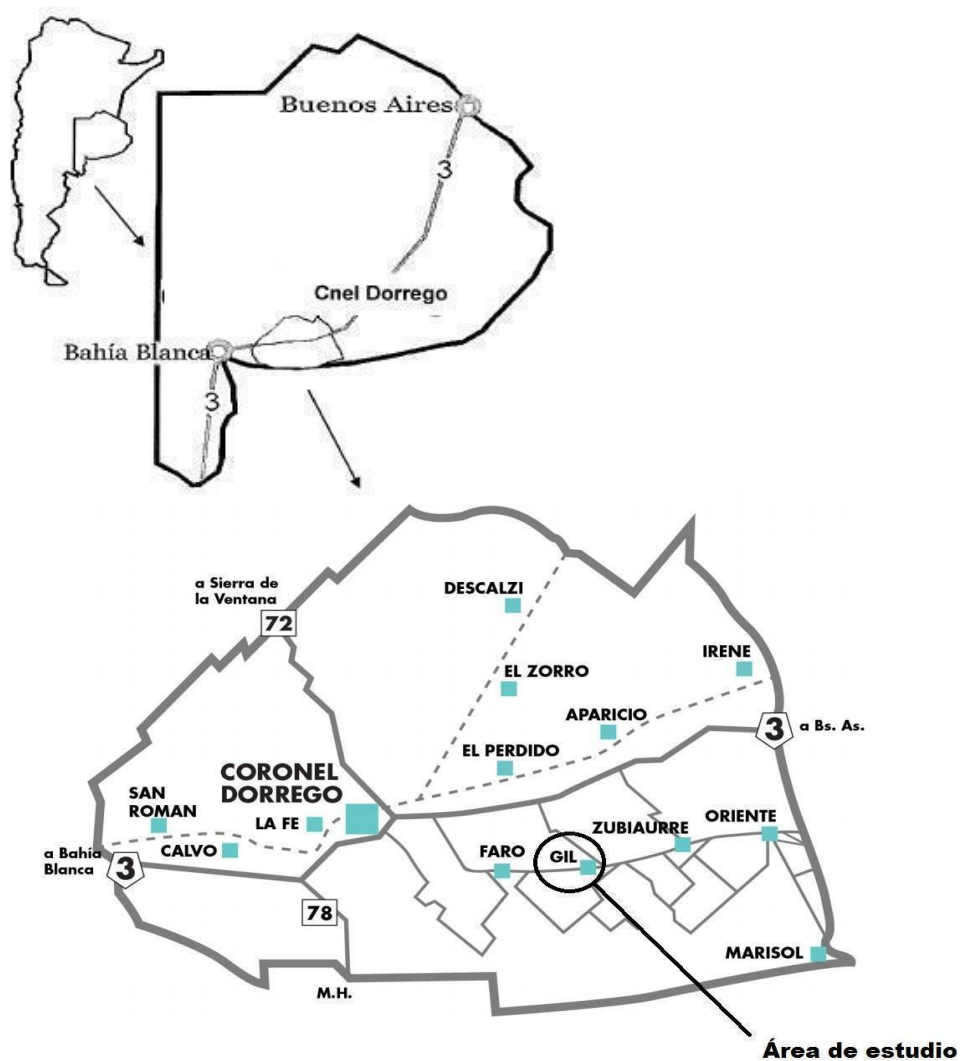 Buenos Aires
3
Cnel Dorrego
Bahía Blanca
3
a Sierra de
la Ventana
72
DESCALZI
EL ZORRO
IRENE
APARICIO
3
a Bs. As.
EL PERDIDO
CORONEL
DORREGO
SAN
ROMAN
LA FE
CALVO
a Bahía
Blanca
3
78
M.H.
FARO
GIL
ZUBIAURRE
ORIENTE
MARISOL
Área de estudio